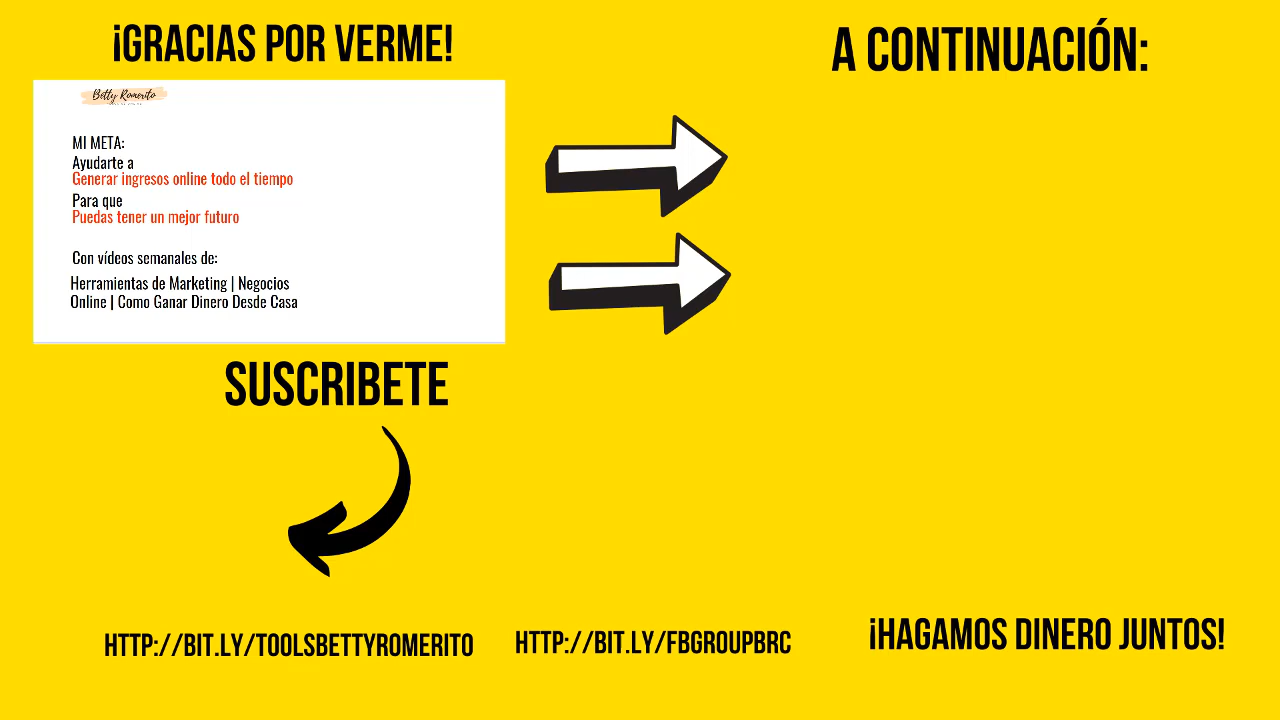 ¡GRACIAS POR VERME!
A CONTINUACIÓN:
Betty Romerito
MI META:
Ayudarte a
Generar ingresos online todo el tiempo
Para que
Puedas tener un mejor futuro
Con vídeos semanales de:
Herramientas de Marketing | Negocios
Online | Como Ganar Dinero Desde Casa
SUSCRIBETE
HTTP://BIT.LY/TOOLSBETTYROMERITO
HTTP://BIT.LY/FBGROUPBRC
¡HAGAMOS DINERO JUNTOS!